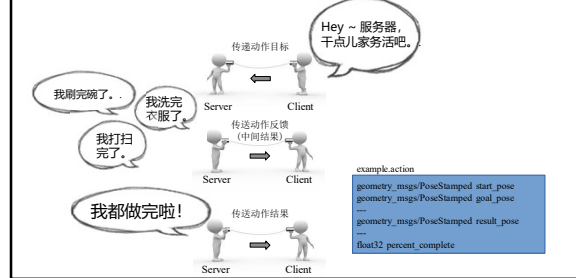 Hey ~ 服务器，
干点儿家务活吧。.
传递动作目标
Server
Client
我刷完碗了。.
我洗完
衣服了。
我打扫
完了。
传送动作反馈
（中间结果）
Server
Client
我都做完啦！
传送动作结果
Server
Client
example.action
geometry_msgs/PoseStamped start_pose
geometry_msgs/PoseStamped goal_pose
---
geometry_msgs/PoseStamped result_pose
---
float32 percent_complete